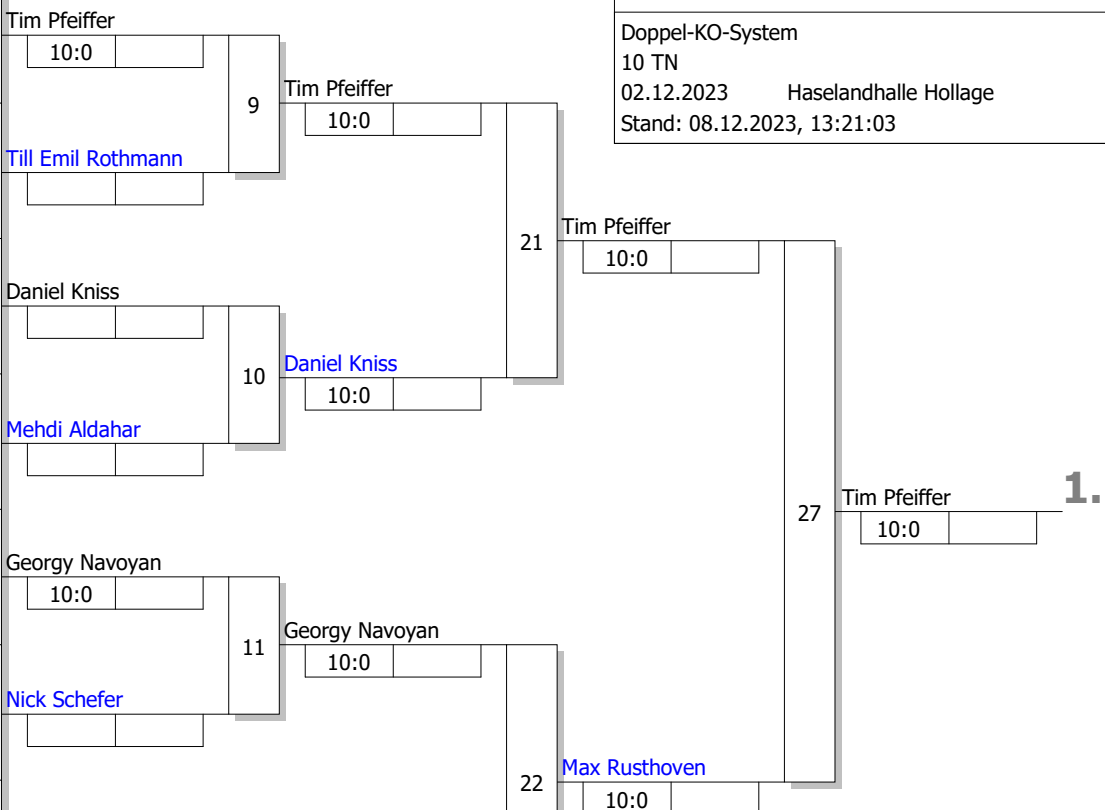 Doppel-KO-System
10 TN
02.12.2023 Haselandhalle Hollage
Stand: 08.12.2023, 13:21:03
Tim Pfeiffer
10:0
9
Till Emil Rothmann
Tim Pfeiffer
10:0
Daniel Kniss
10
Mehdi Aldahar
Daniel Kniss
10:0
21
Tim Pfeiffer
10:0
Georgy Navoyan
10:0
11
Nick Schefer
Georgy Navoyan
10:0
22
Max Rusthoven
10:0
27
Tim Pfeiffer
10:0
1.